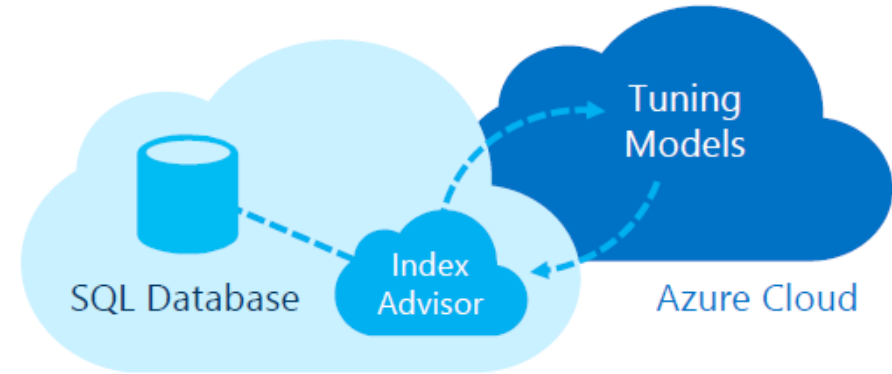 Tuning
Models
Index
Advisor
SQL Database
Azure Cloud